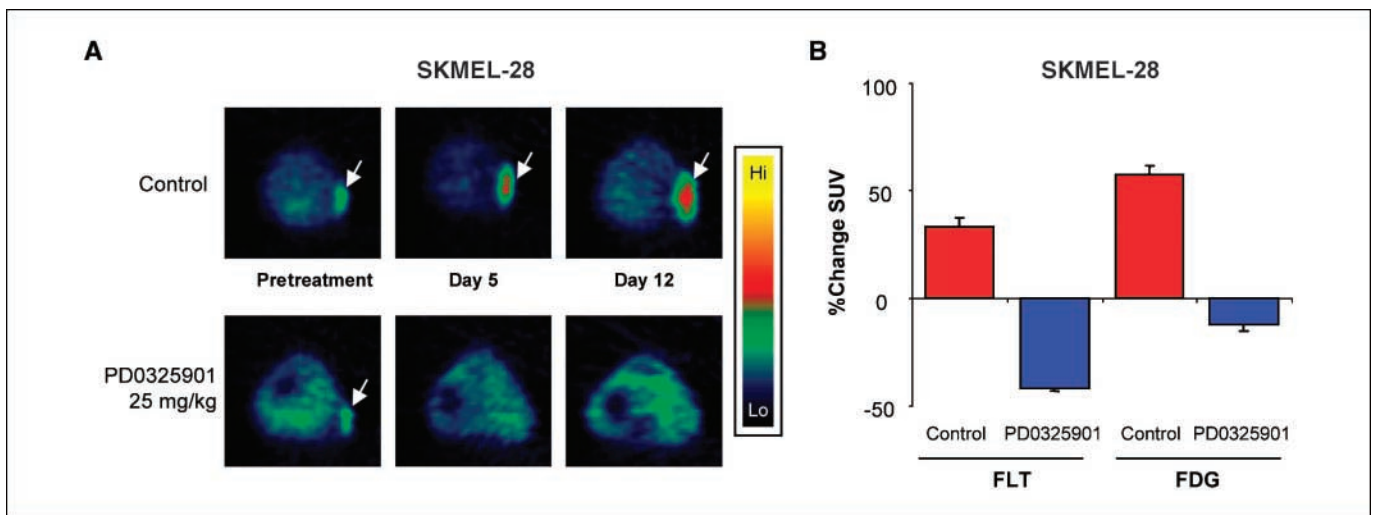 A
SKMEL-28
Control
Pretreatment
Day 5
Day 12
PD0325901
25 mg/kg
Hi
Lo
B
SKMEL-28
%Change SUV
100
50
0
-50
Control
PD0325901
Control
PD0325901
FLT
FDG